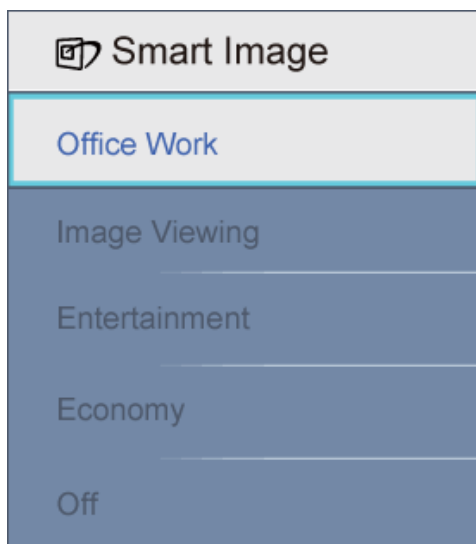 Smart Image
Office Work
Image Viewing
Entertainment
Economy
Off